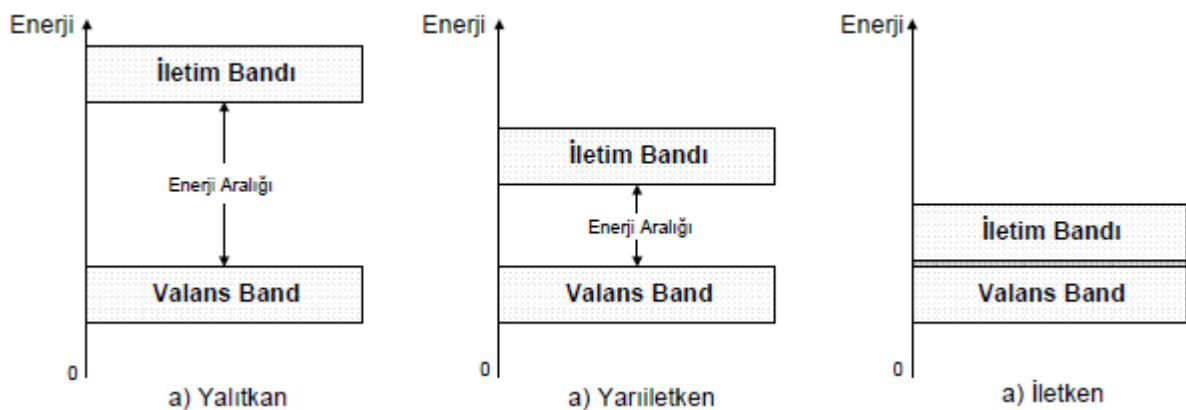 Enerji
İletim Bandı
Enerji Aralığı
Valans Band
0
a) Yalıtkan
Enerji
İletim Bandı
Enerji Aralığı
Valans Band
0
a) Yarıiletken
Enerji
İletim Bandı
Valans Band
0
a) İletken